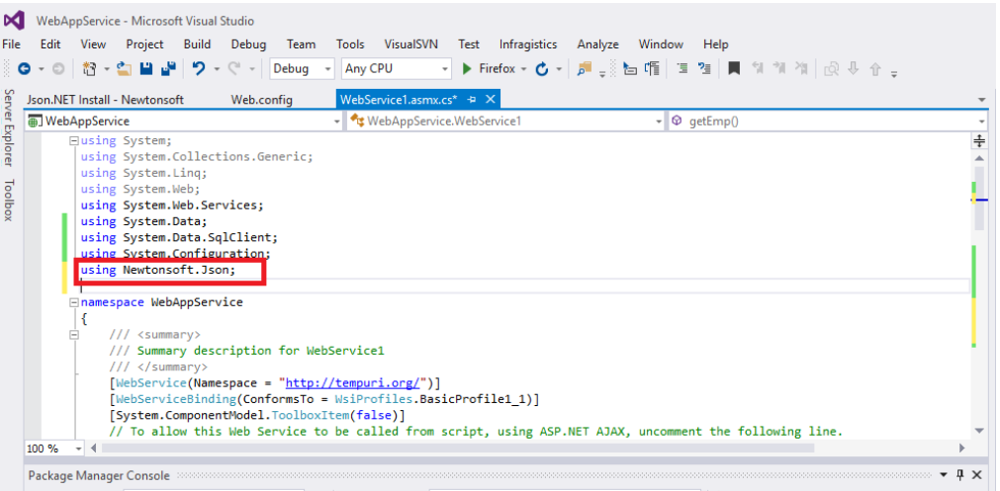 WebAppService - Microsoft Visual Studio
File Edit View Project Build Debug Team Tools VisualSVN Test Infragistics Analyze Window Help
Debug Any CPU Firefox
Server Explorer
Toolbox
Json.NET Install - Newtonsoft Web.config WebService1.asmx.cs*
WebAppService WebAppService.WebService1 getEmp()
using System;
using System.Collections.Generic;
using System.Linq;
using System.Web;
using System.Web.Services;
using System.Data;
using System.Data.SqlClient;
using System.Configuration;
using Newtonsoft.Json;
namespace WebAppService
{
/// <summary>
/// Summary description for WebService1
/// </summary>
[WebService(Namespace = "http://tempuri.org/")]
[WebServiceBinding(ConformsTo = WsiProfiles.BasicProfile1_1)]
[System.ComponentModel.ToolboxItem(false)]
// To allow this Web Service to be called from script, using ASP.NET AJAX, uncomment the following line.
100 %
Package Manager Console